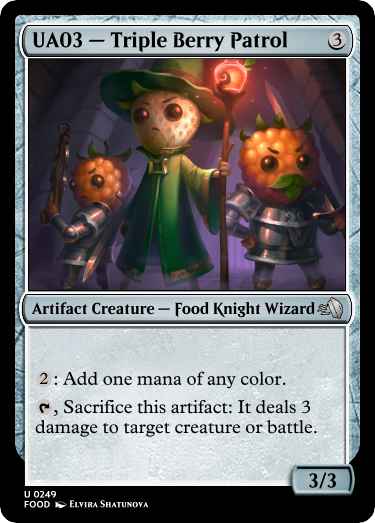 UA03 — Triple Berry Patrol 3
Artifact Creature — Food Knight Wizard
2: Add one mana of any color.
, Sacrifice this artifact: It deals 3
damage to target creature or battle.
3/3
U 0249
FOOD Elvira Shatunova